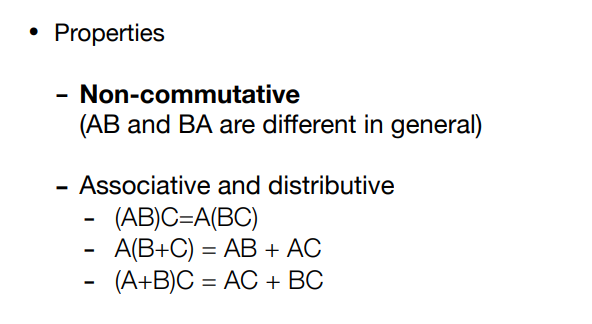 • Properties
– Non-commutative
(AB and BA are different in general)
– Associative and distributive
- (AB)C=A(BC)
- A(B+C) = AB + AC
- (A+B)C = AC + BC